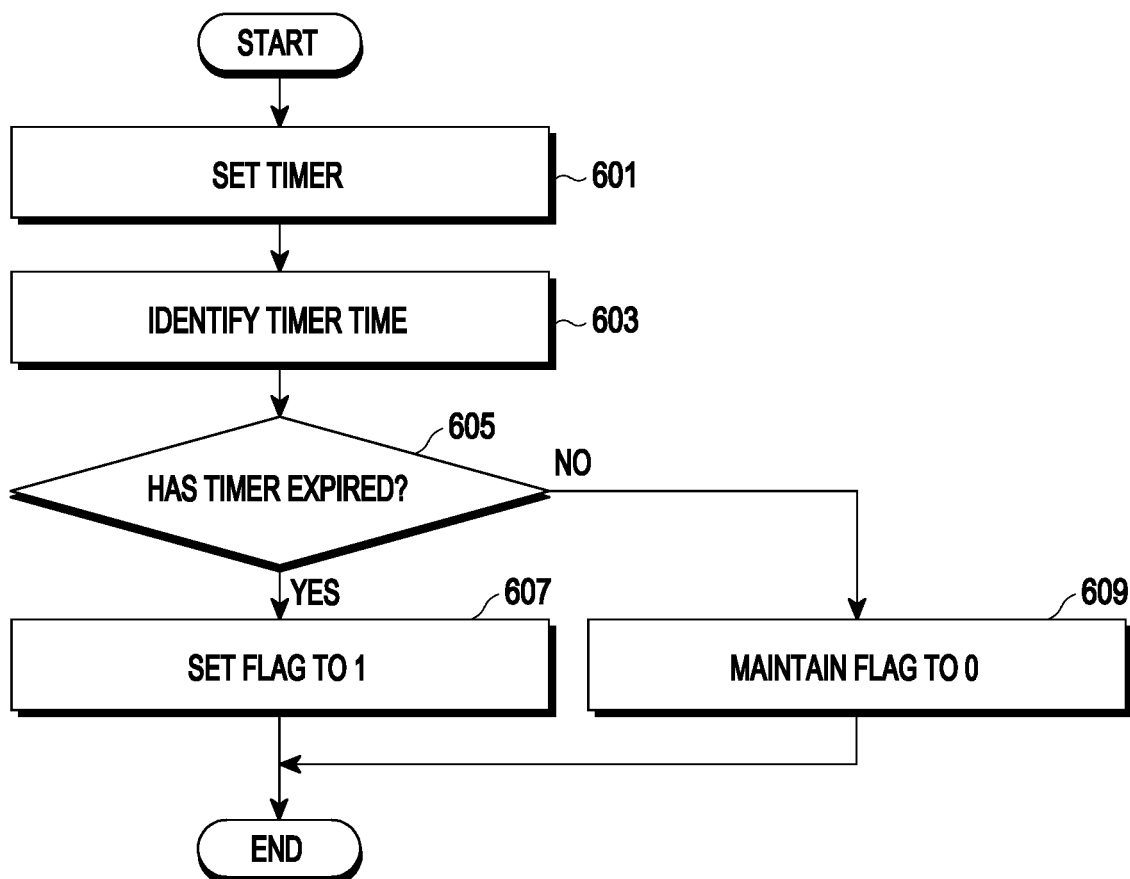 START
SET TIMER
601
IDENTIFY TIMER TIME
603
605
HAS TIMER EXPIRED?
NO
YES
607
609
SET FLAG TO 1
MAINTAIN FLAG TO 0
END